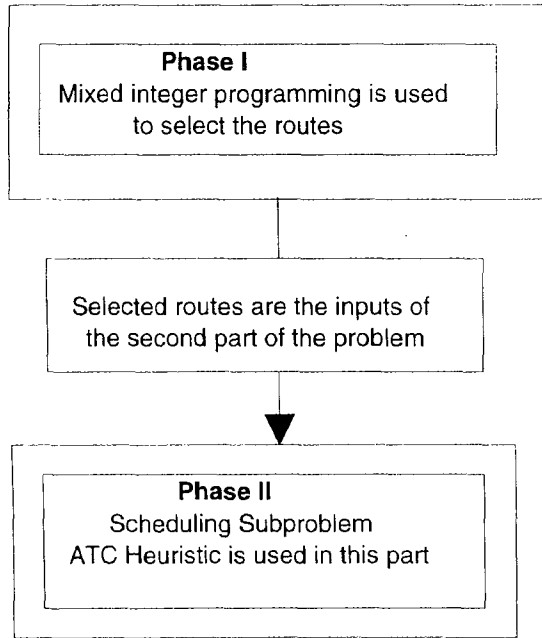 Phase I
Mixed integer programming is used
to select the routes
Selected routes are the inputs of
the second part of the problem
Phase II
Scheduling Subproblem
ATC Heuristic is used in this part